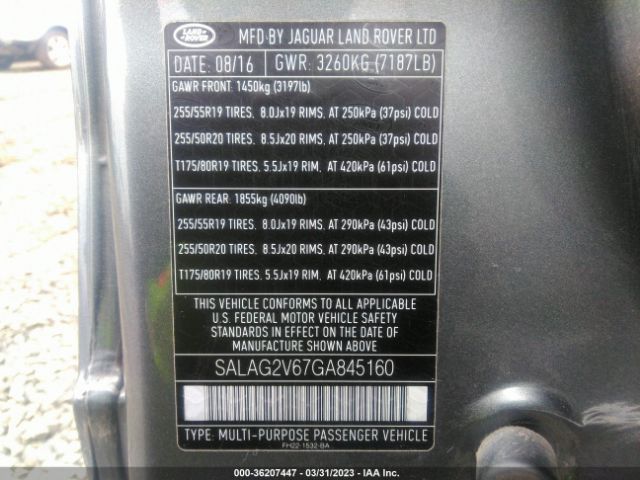 LAND ROVER MFD BY JAGUAR LAND ROVER LTD
DATE: 08/16 GWR: 3260KG (7187LB)
GAWR FRONT: 1450kg (3197lb)
255/55R19 TIRES, 8.0Jx19 RIMS, AT 250kPa (37psi) COLD
255/50R20 TIRES, 8.5Jx20 RIMS, AT 250kPa (37psi) COLD
T175/80R19 TIRES, 5.5Jx19 RIM, AT 420kPa (61psi) COLD
GAWR REAR: 1855kg (4090lb)
255/55R19 TIRES, 8.0Jx19 RIMS, AT 290kPa (43psi) COLD
255/50R20 TIRES, 8.5Jx20 RIMS, AT 290kPa (43psi) COLD
T175/80R19 TIRES, 5.5Jx19 RIM, AT 420kPa (61psi) COLD
THIS VEHICLE CONFORMS TO ALL APPLICABLE
U.S. FEDERAL MOTOR VEHICLE SAFETY
STANDARDS IN EFFECT ON THE DATE OF
MANUFACTURE SHOWN ABOVE.
SALAG2V67GA845160
TYPE: MULTI-PURPOSE PASSENGER VEHICLE
FH22-1532-BA
000-36207447 — 03/31/2023 — IAA Inc.